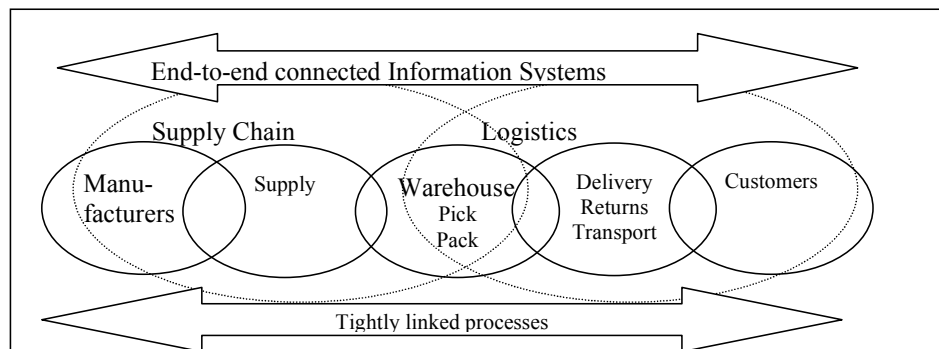 End-to-end connected Information Systems
Supply Chain
Logistics
Manu-
facturers
Supply
Warehouse
Pick
Pack
Delivery
Returns
Transport
Customers
Tightly linked processes